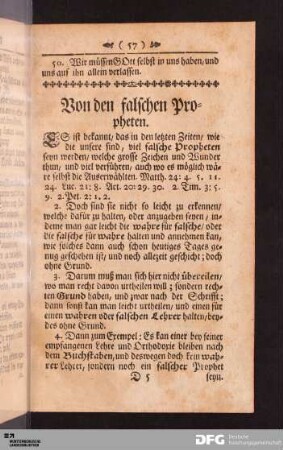 ( 57 )
50. Wir müssen GOtt selbst in uns haben/ und
uns auf ihn allein verlassen.
Von den falschen Pro-
pheten.
ES ist bekannt/ das in den letzten Zeiten/ wie
die unsere sind, viel falsche Propheten
seyn werden/ welche grosse Zeichen und Wunder
thun/ und viel verführen/ auch wo es möglich wä-
re selbst die Auserwählten. Matth. 24: 4. 5. 11.
24. Luc. 21: 8. Act. 20: 29. 30. 2 Tim. 3: 5.
9. 2. Pet. 2: 1. 2.
2. Doch sind sie nicht so leicht zu erkennen/
welche dafür zu halten, oder anzugeben seyen/ in-
deme man gar leicht die wahre für falsche/ oder
die falsche für wahre halten und annehmen kan,
wie solches dann auch schon heutiges Tages ge-
nug geschehen ist/ und noch allezeit geschicht; doch
ohne Grund.
3. Darum muß man sich hier nicht übereilen/
wo man recht davon urtheilen will; sondern rech-
ten Grund haben/ und zwar nach der Schrifft;
dann sonst kan man leicht urtheilen/ und einen für
einen wahren oder falschen Lehrer halten/ bey-
des ohne Grund.
4. Dann zum Exempel: Es kan einer bey seiner
empfangenen Lehre und Orthodoxie bleiben nach
dem Buchstaben/ und deswegen doch kein wah-
rer Lehrer, sondern noch ein falscher Prophet
D 5 seyn.
DFG Deutsche
Forschungsgemeinschaft